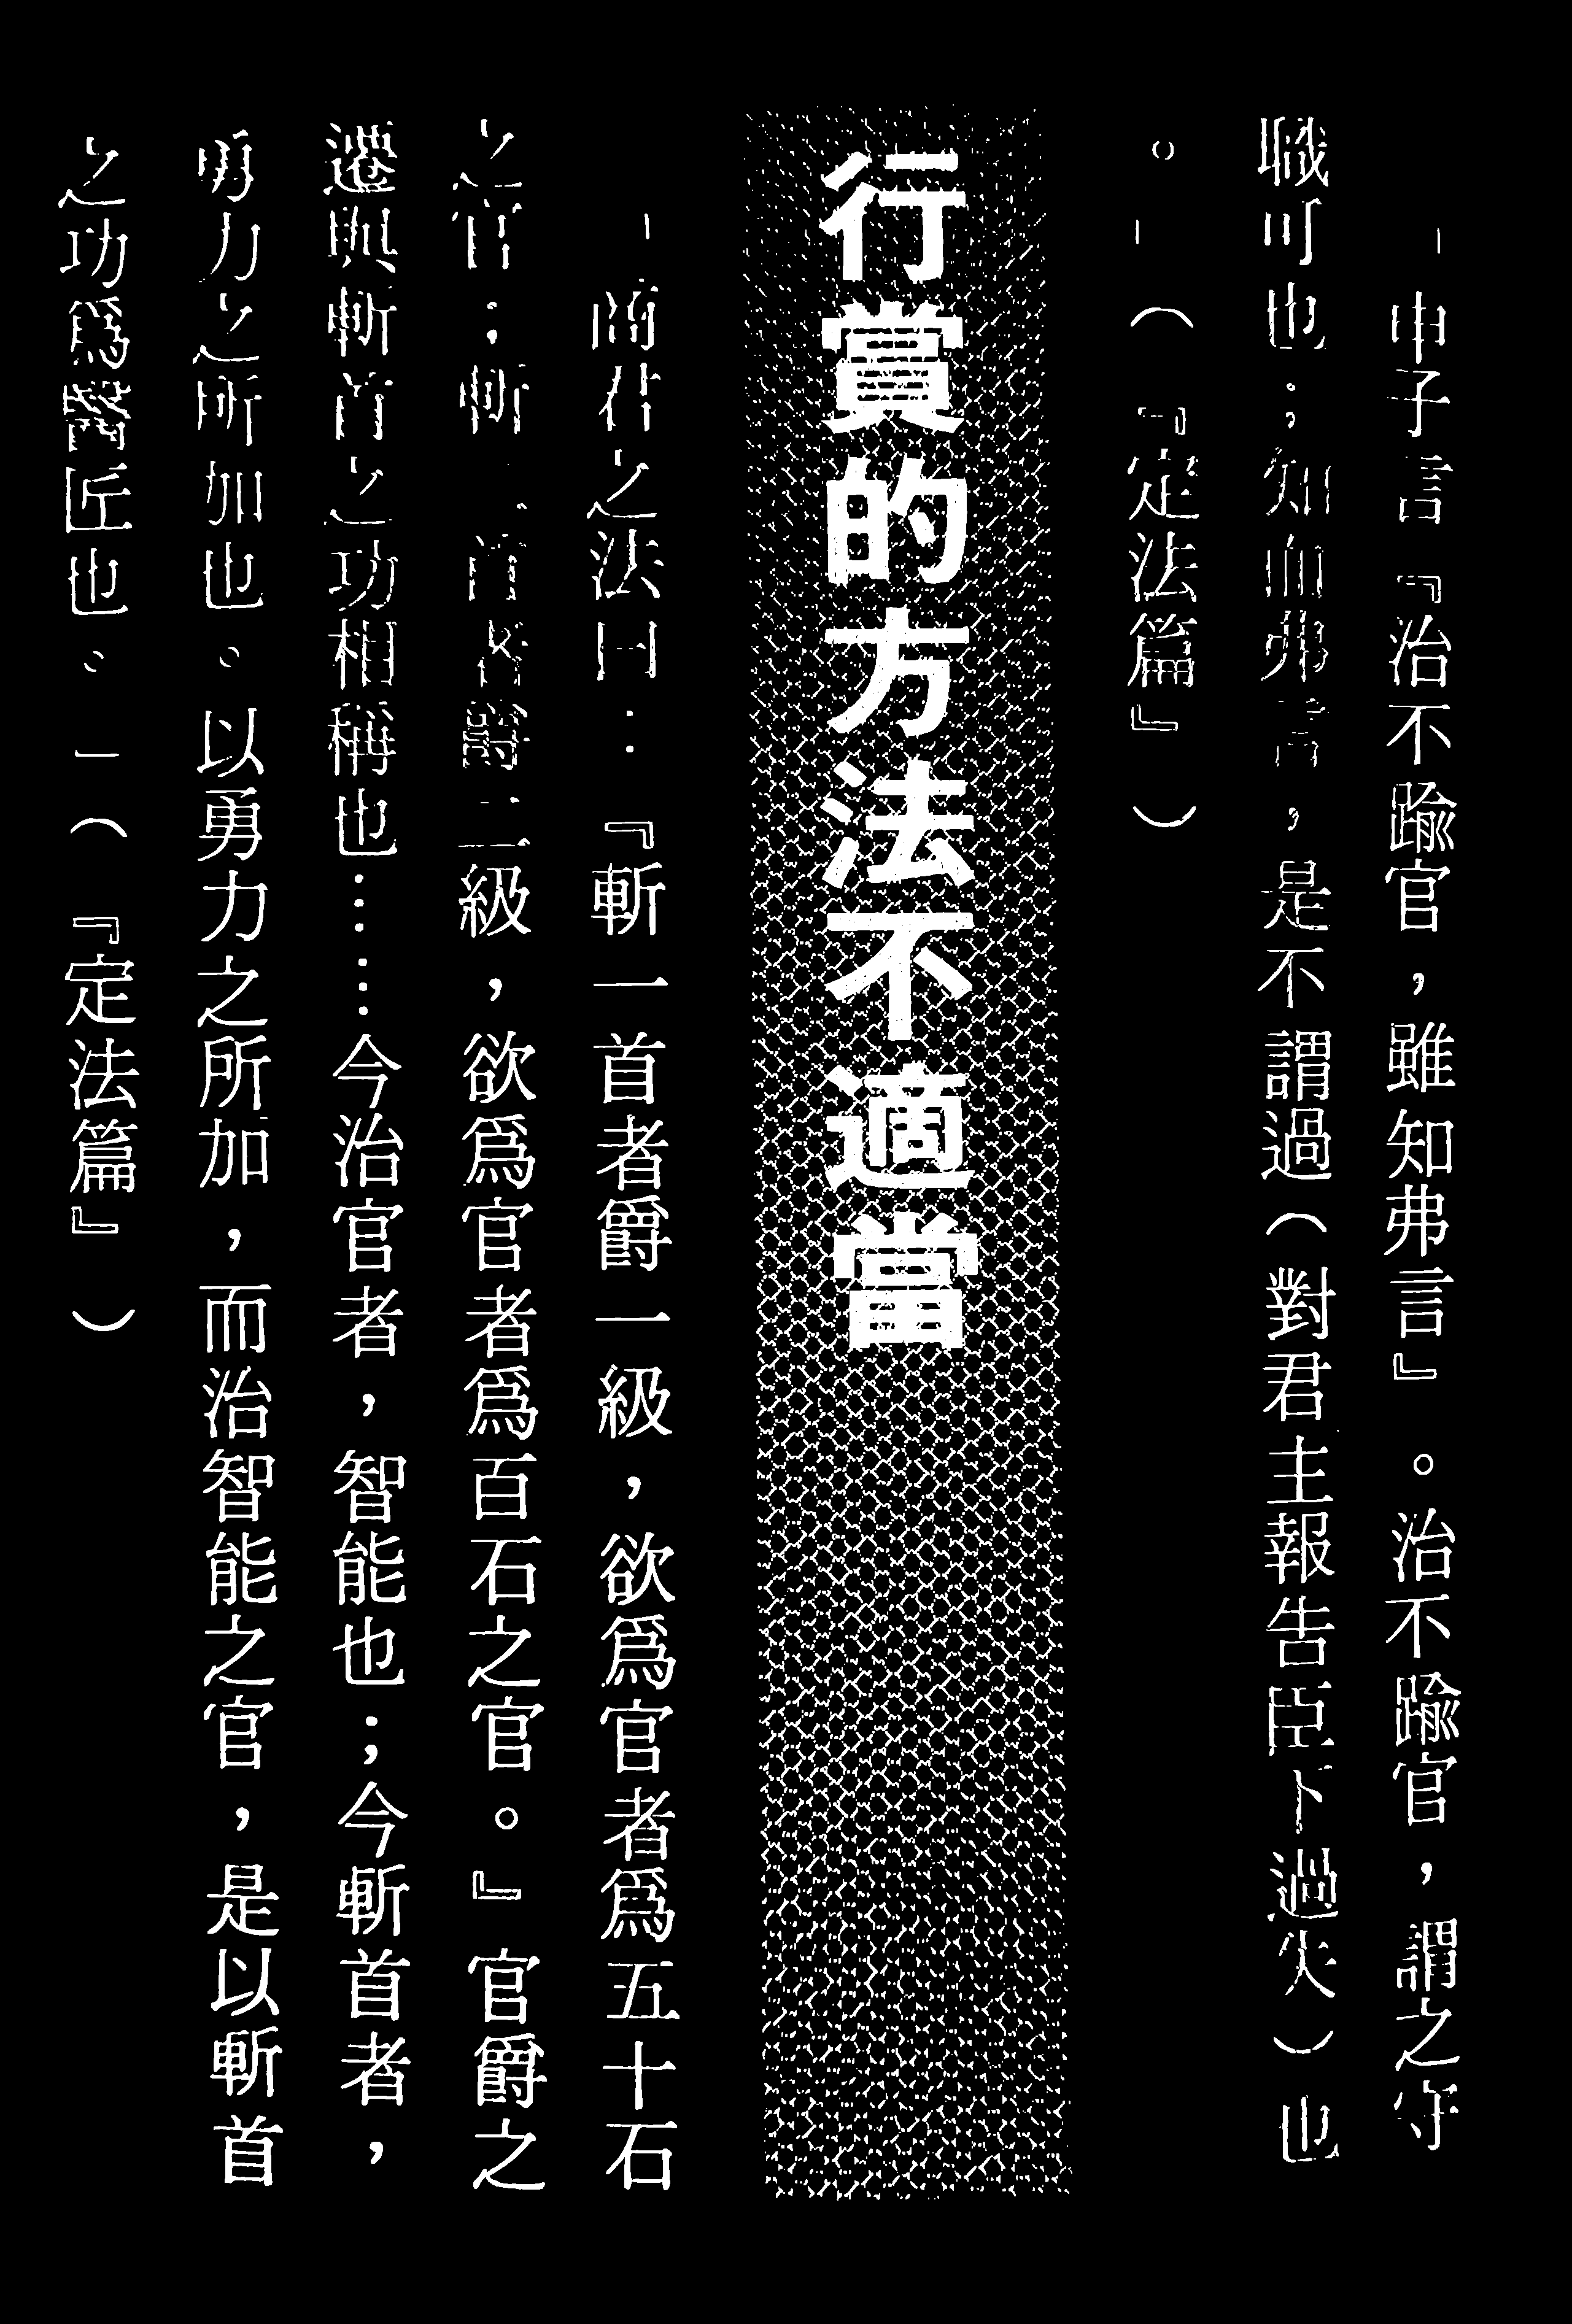 「申子言『治不踰官，雖知弗言』。治不踰官，謂之守
職可也；知而弗言，是不謂過（對君主報告臣下過失）也
。」（『定法篇』）
行賞的方法不適當
「商君之法曰：『斬一首者爵一級，欲為官者為五十石
之官；斬二首者爵二級，欲為官者為百石之官。』官爵之
遷與斬首之功相稱也……今治官者，智能也；今斬首者，
勇力之所加也。以勇力之所加，而治智能之官，是以斬首
之功為醫匠也。」（『定法篇』）